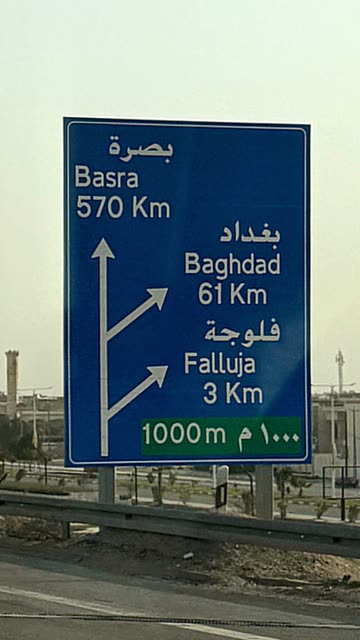 بصرة
Basra
570 Km
بغداد
Baghdad
61 Km
فلوجة
Falluja
3 Km
1000m م ١٠٠٠